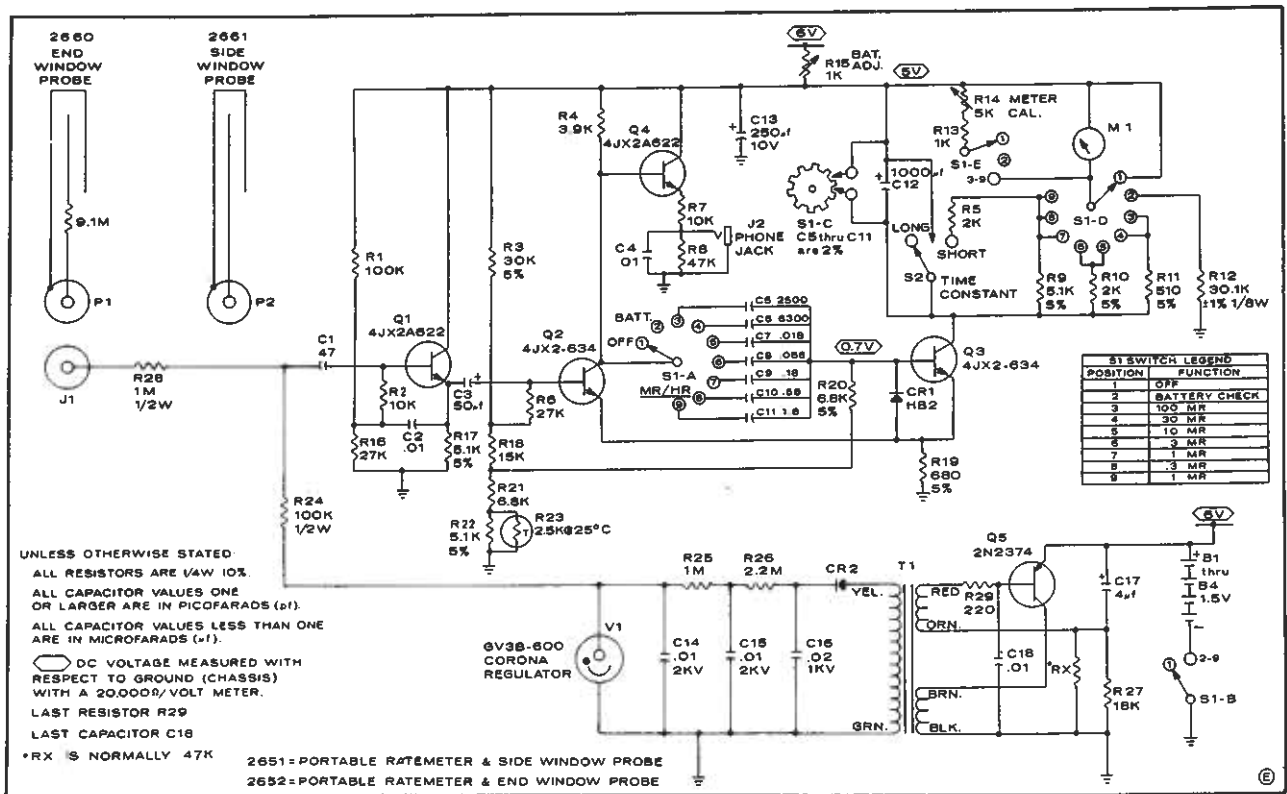 2660
END
WINDOW
PROBE
2661
SIDE
WINDOW
PROBE
9.1M
P1
P2
J1
R28
1M
1/2W
C1
47
R1
100K
Q1
4JX2A622
R2
10K
C2
.01
R16
27K
R17
5.1K
5%
C3
50µf
R3
30K
5%
R4
3.9K
Q4
4JX2A622
R7
10K
C4
.01
R8
47K
J2
PHONE
JACK
C13
250µf
10V
6V
R15
1K
BAT.
ADJ.
5V
R14 METER
5K CAL.
R13
1K
S1-E
3-9
M 1
1000µf
C12
S1-C
C5 thru C11
are 2%
LONG
SHORT
S2
TIME
CONSTANT
R5
2K
S1-D
R9
5.1K
5%
R10
2K
5%
R11
510
5%
R12
30.1K
±1% 1/8W
Q2
4JX2-634
BATT.
OFF
S1-A
MR/HR
C5 2500
C6 6300
C7 .018
.056
C9 .18
C10 .56
C11 1.8
0.7V
R20
6.8K
5%
CR1
HB2
Q3
4JX2-634
R6
27K
R18
15K
R19
680
5%
R21
6.8K
R22
5.1K
5%
R23
2.5K@25°C
T
R24
100K
1/2W
S1 SWITCH LEGEND
POSITION FUNCTION
1 OFF
2 BATTERY CHECK
3 100 MR
4 30 MR
5 10 MR
6 3 MR
7 1 MR
8 .3 MR
9 1 MR
UNLESS OTHERWISE STATED
ALL RESISTORS ARE 1/4W 10%.
ALL CAPACITOR VALUES ONE
OR LARGER ARE IN PICOFARADS (pf).
ALL CAPACITOR VALUES LESS THAN ONE
ARE IN MICROFARADS (µf).
DC VOLTAGE MEASURED WITH
RESPECT TO GROUND (CHASSIS)
WITH A 20,000Ω/VOLT METER.
LAST RESISTOR R29
LAST CAPACITOR C18
*RX IS NORMALLY 47K
V1
GV3B-600
CORONA
REGULATOR
R25
1M
R26
2.2M
CR2
C14
.01
2KV
C15
.01
2KV
C16
.02
1KV
T1
YEL.
GRN.
RED
ORN.
BRN.
BLK.
R29
220
C18
.01
Q5
2N2374
*RX
C17
4µf
R27
18K
6V
B1
thru
B4
1.5V
2-9
S1-B
2651=PORTABLE RATEMETER & SIDE WINDOW PROBE
2652=PORTABLE RATEMETER & END WINDOW PROBE
E